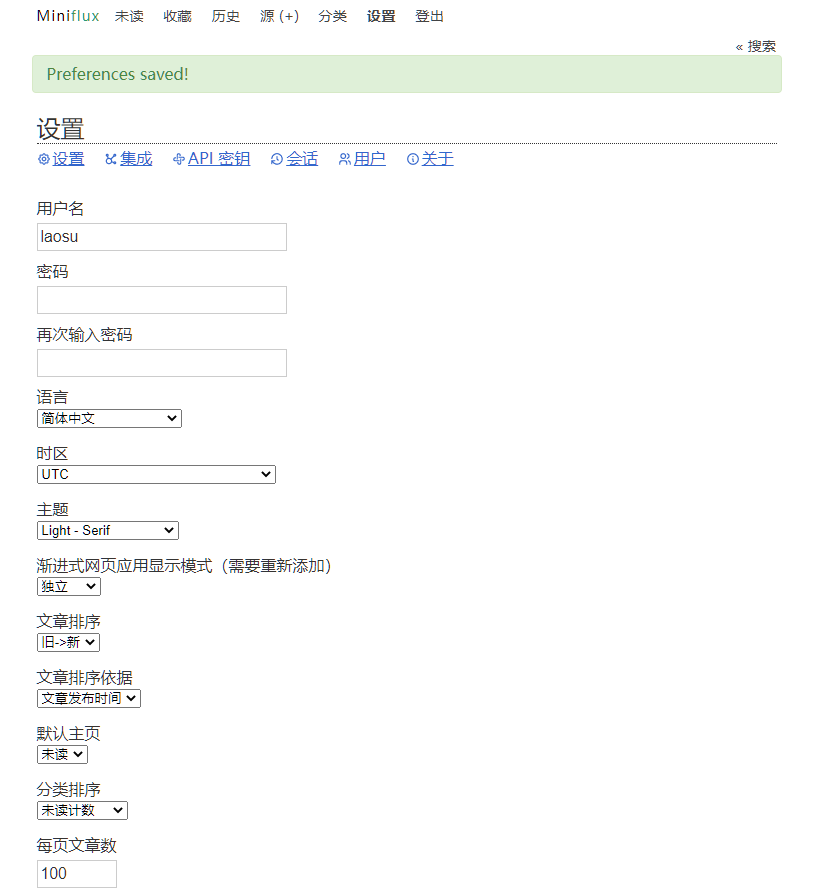 Miniflux 未读 收藏 历史 源 (+) 分类 设置 登出
« 搜索
Preferences saved!
设置
设置 集成 API 密钥 会话 用户 关于
用户名
laosu
密码
再次输入密码
语言
简体中文
时区
UTC
主题
Light - Serif
渐进式网页应用显示模式（需要重新添加）
独立
文章排序
旧->新
文章排序依据
文章发布时间
默认主页
未读
分类排序
未读计数
每页文章数
100